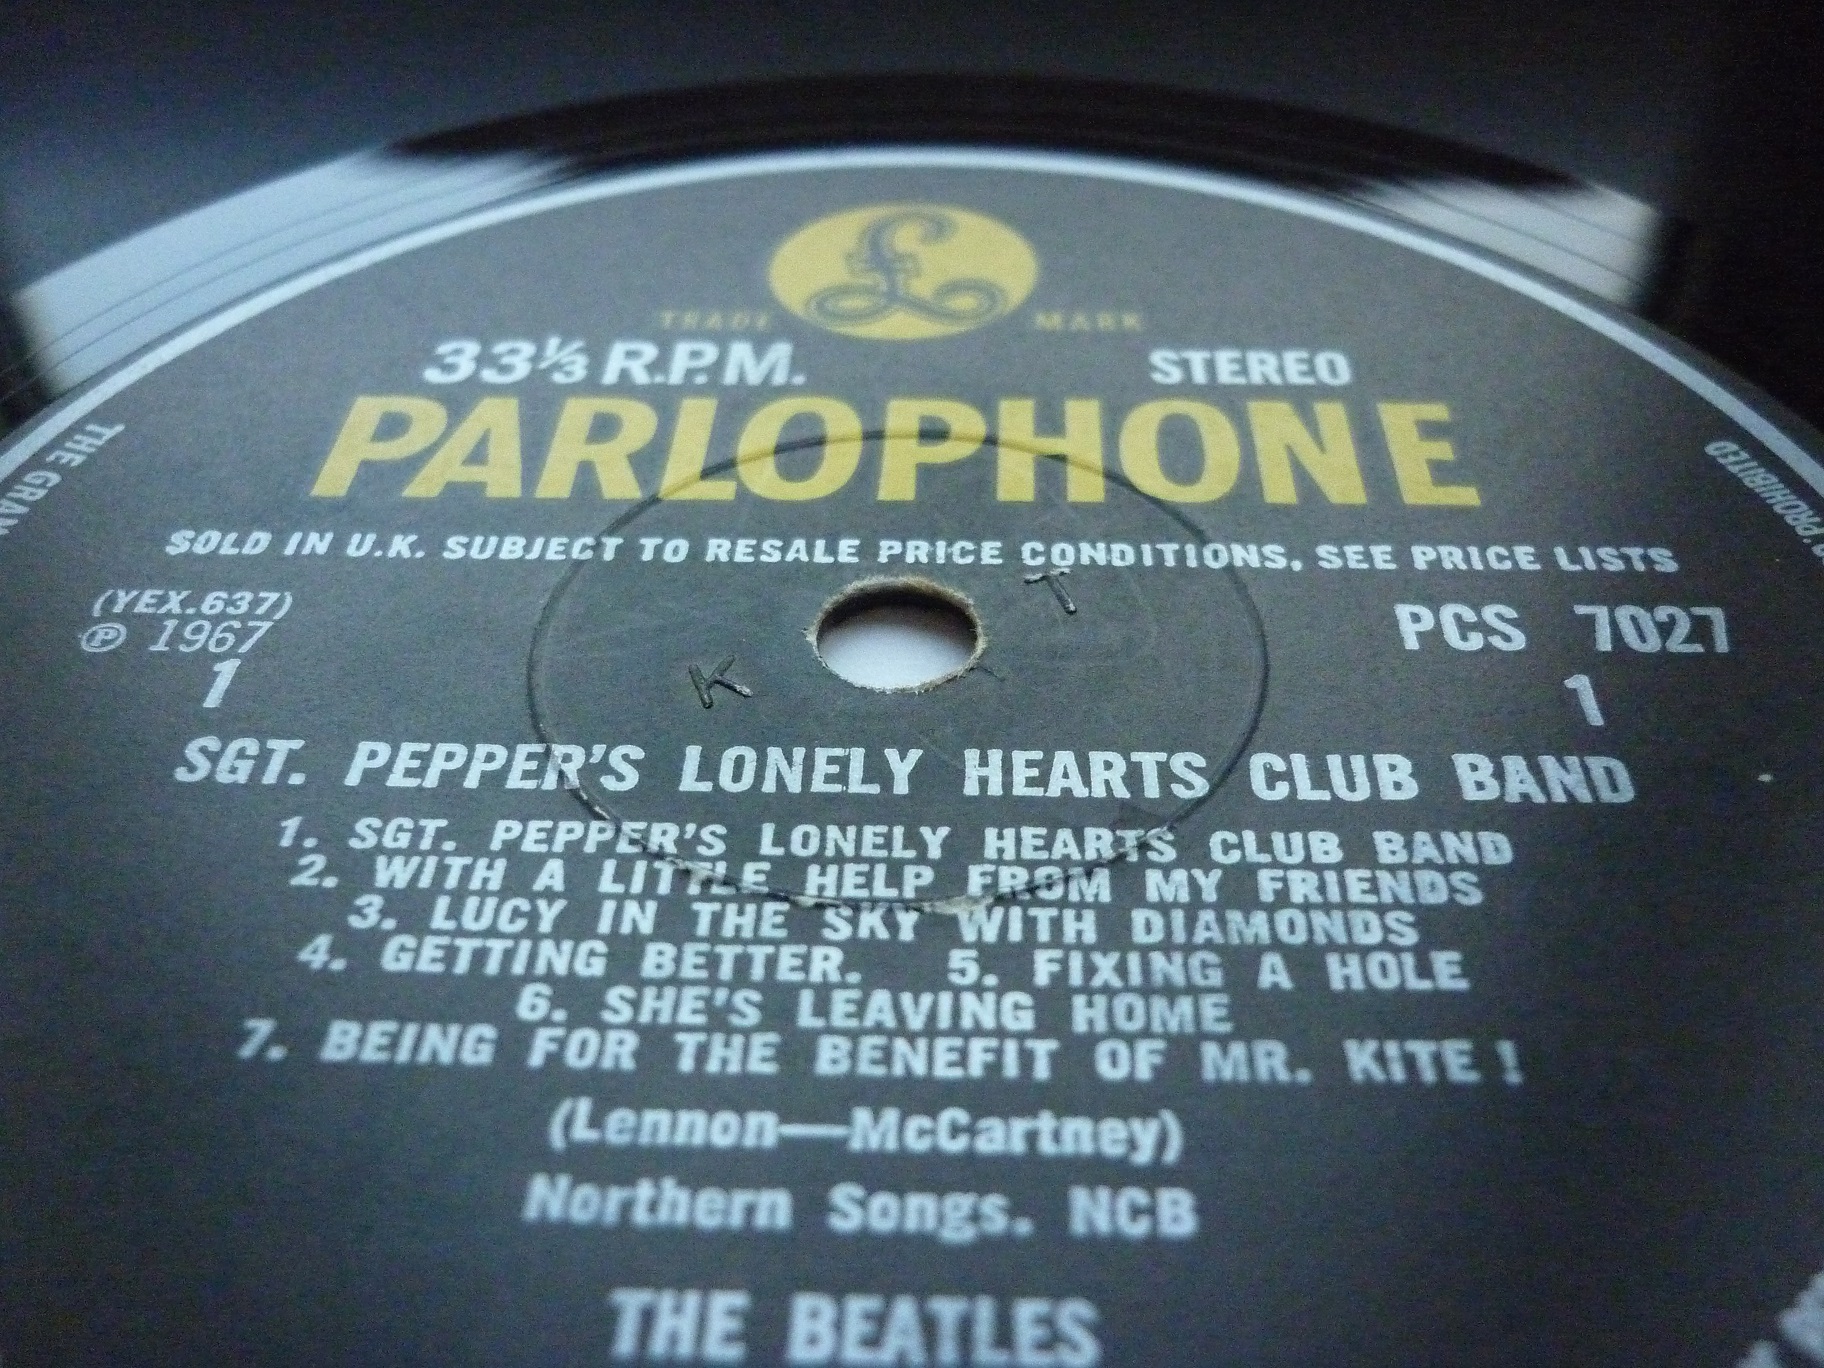 £
TRADE MARK
33⅓ R.P.M. STEREO
PARLOPHONE
THE
PROHIBITED
SOLD IN U.K. SUBJECT TO RESALE PRICE CONDITIONS, SEE PRICE LISTS
(YEX.637)
℗ 1967
1
PCS 7027
1
K T
SGT. PEPPER'S LONELY HEARTS CLUB BAND
1. SGT. PEPPER'S LONELY HEARTS CLUB BAND
2. WITH A LITTLE HELP FROM MY FRIENDS
3. LUCY IN THE SKY WITH DIAMONDS
4. GETTING BETTER. 5. FIXING A HOLE
6. SHE'S LEAVING HOME
7. BEING FOR THE BENEFIT OF MR. KITE !
(Lennon—McCartney)
Northern Songs. NCB
THE BEATLES